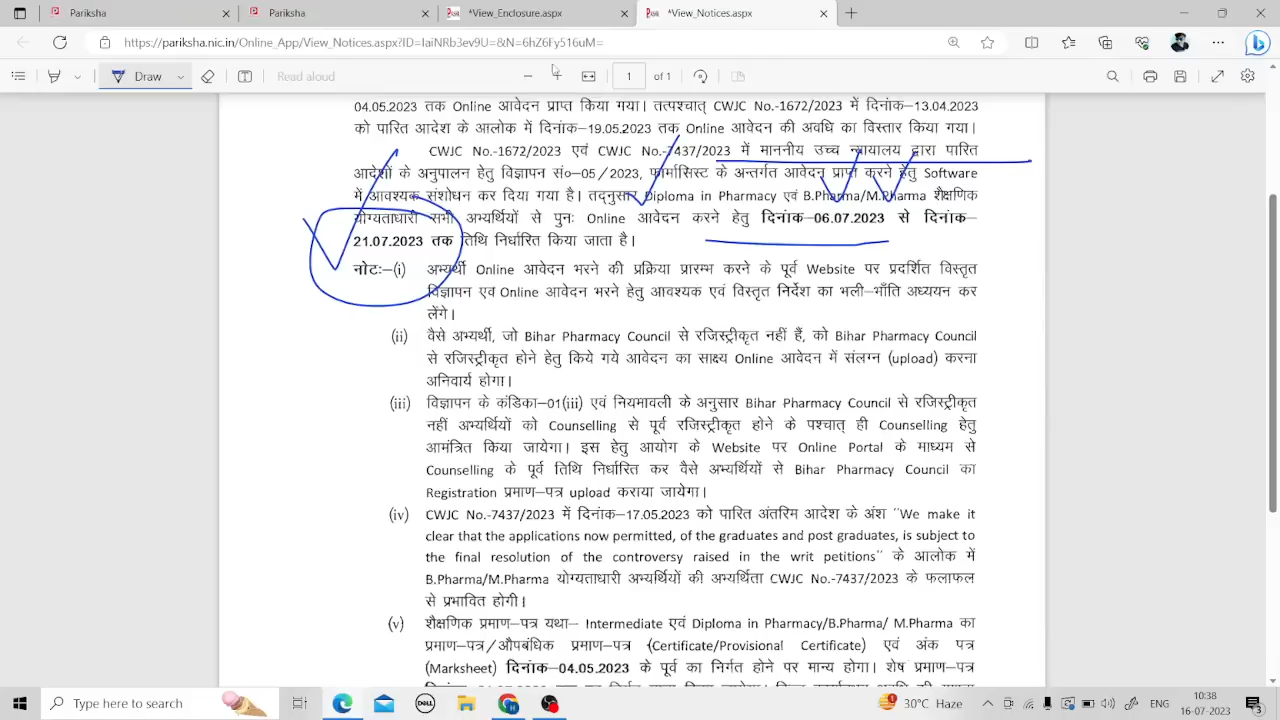 Pariksha
Pariksha
*View_Enclosure.aspx
*View_Notices.aspx
https://pariksha.nic.in/Online_App/View_Notices.aspx?ID=IaiNRb3ev9U=&N=6hZ6Fy516uM=
Draw
Read aloud
1 of 1
04.05.2023 तक Online आवेदन प्राप्त किया गया। तत्पश्चात् CWJC No.-1672/2023 में दिनांक–13.04.2023
को पारित आदेश के आलोक में दिनांक–19.05.2023 तक Online आवेदन की अवधि का विस्तार किया गया।
CWJC No.-1672/2023 एवं CWJC No.-7437/2023 में माननीय उच्च न्यायालय द्वारा पारित
आदेशों के अनुपालन हेतु विज्ञापन सं०–05/2023, फार्मासिस्ट के अन्तर्गत आवेदन प्राप्त करने हेतु Software
में आवश्यक संशोधन कर दिया गया है। तद्नुसार Diploma in Pharmacy एवं B.Pharma/M.Pharma शैक्षणिक
योग्यताधारी सभी अभ्यर्थियों से पुनः Online आवेदन करने हेतु दिनांक–06.07.2023 से दिनांक–
21.07.2023 तक तिथि निर्धारित किया जाता है।
नोटः–(i) अभ्यर्थी Online आवेदन भरने की प्रक्रिया प्रारम्भ करने के पूर्व Website पर प्रदर्शित विस्तृत
विज्ञापन एवं Online आवेदन भरने हेतु आवश्यक एवं विस्तृत निर्देश का भली–भाँति अध्ययन कर
लेंगे।
(ii) वैसे अभ्यर्थी, जो Bihar Pharmacy Council से रजिस्ट्रीकृत नहीं हैं, को Bihar Pharmacy Council
से रजिस्ट्रीकृत होने हेतु किये गये आवेदन का साक्ष्य Online आवेदन में संलग्न (upload) करना
अनिवार्य होगा।
(iii) विज्ञापन के कंडिका–01(iii) एवं नियमावली के अनुसार Bihar Pharmacy Council से रजिस्ट्रीकृत
नहीं अभ्यर्थियों को Counselling से पूर्व रजिस्ट्रीकृत होने के पश्चात् ही Counselling हेतु
आमंत्रित किया जायेगा। इस हेतु आयोग के Website पर Online Portal के माध्यम से
Counselling के पूर्व तिथि निर्धारित कर वैसे अभ्यर्थियों से Bihar Pharmacy Council का
Registration प्रमाण–पत्र upload कराया जायेगा।
(iv) CWJC No.-7437/2023 में दिनांक–17.05.2023 को पारित अंतरिम आदेश के अंश "We make it
clear that the applications now permitted, of the graduates and post graduates, is subject to
the final resolution of the controversy raised in the writ petitions" के आलोक में
B.Pharma/M.Pharma योग्यताधारी अभ्यर्थियों की अभ्यर्थिता CWJC No.-7437/2023 के फलाफल
से प्रभावित होगी।
(v) शैक्षणिक प्रमाण–पत्र यथा– Intermediate एवं Diploma in Pharmacy/B.Pharma/ M.Pharma का
प्रमाण–पत्र/औपबंधिक प्रमाण–पत्र (Certificate/Provisional Certificate) एवं अंक पत्र
(Marksheet) दिनांक–04.05.2023 के पूर्व का निर्गत होने पर मान्य होगा। शेष प्रमाण–पत्र
Type here to search
DELL
30°C Haze
10:38
16-07-2023